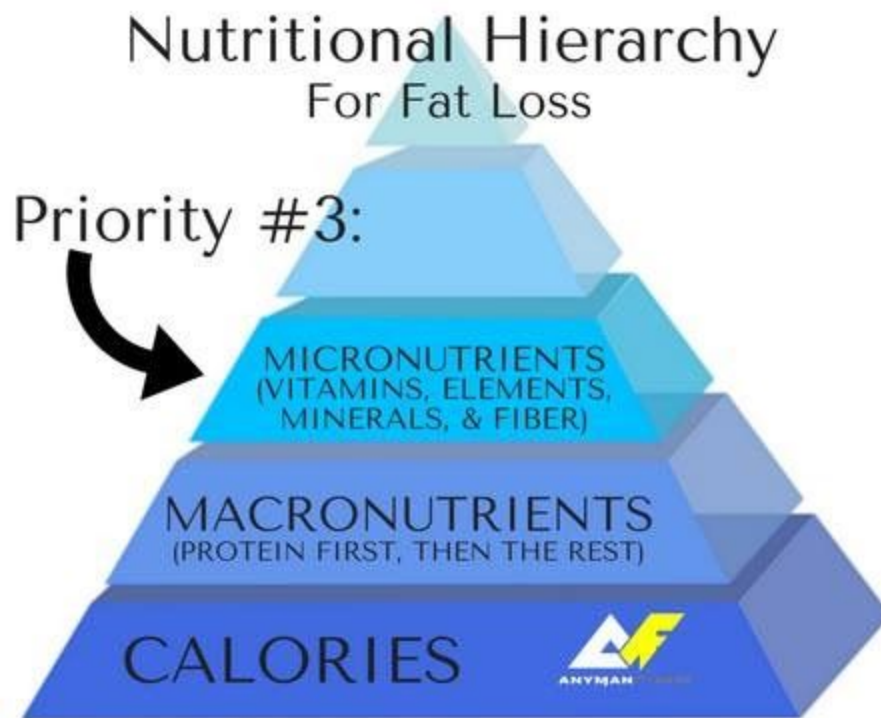 Nutritional Hierarchy
For Fat Loss
Priority #3:
MICRONUTRIENTS
(VITAMINS, ELEMENTS,
MINERALS, & FIBER)
MACRONUTRIENTS
(PROTEIN FIRST, THEN THE REST)
CALORIES
ANYMAN